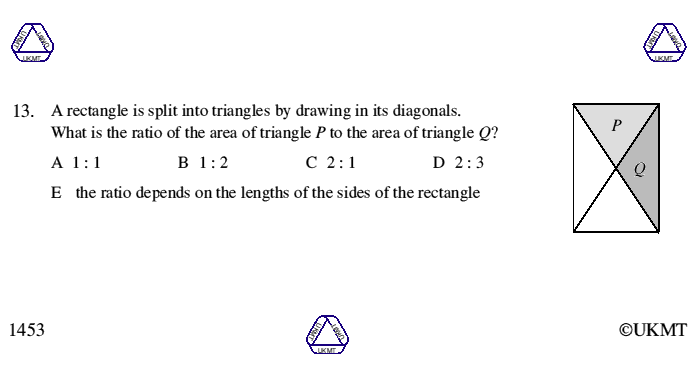 UKMT UKMT UKMT
UKMT UKMT UKMT
13. A rectangle is split into triangles by drawing in its diagonals.
What is the ratio of the area of triangle P to the area of triangle Q?
A 1 : 1 B 1 : 2 C 2 : 1 D 2 : 3
E the ratio depends on the lengths of the sides of the rectangle
P
Q
1453
UKMT UKMT UKMT
©UKMT